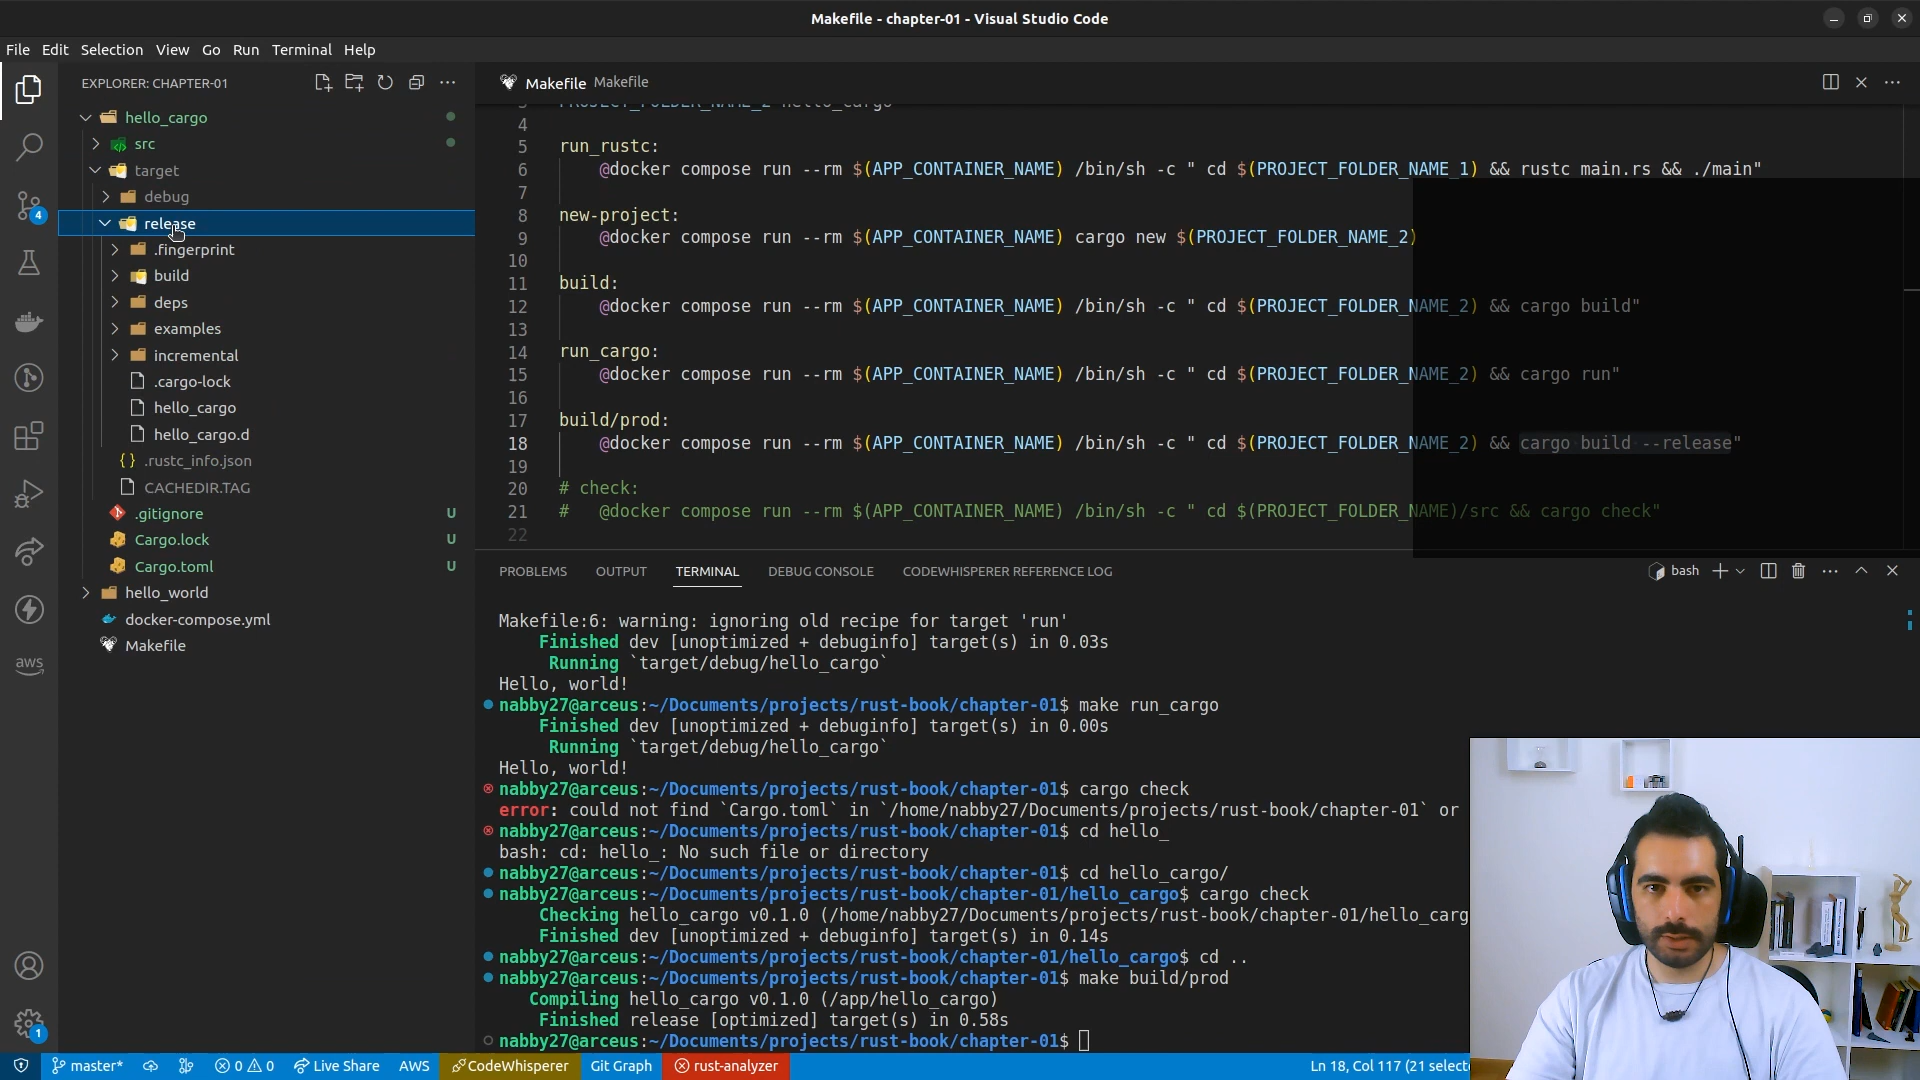 Makefile - chapter-01 - Visual Studio Code
File Edit Selection View Go Run Terminal Help
EXPLORER: CHAPTER-01
hello_cargo
src
target
debug
release
.fingerprint
build
deps
examples
incremental
.cargo-lock
hello_cargo
hello_cargo.d
{} .rustc_info.json
CACHEDIR.TAG
.gitignore U
Cargo.lock U
Cargo.toml U
hello_world
docker-compose.yml
Makefile
4
aws
1
Makefile Makefile
3 PROJECT_FOLDER_NAME_2=hello_cargo
4
5 run_rustc:
6 @docker compose run --rm $(APP_CONTAINER_NAME) /bin/sh -c " cd $(PROJECT_FOLDER_NAME_1) && rustc main.rs && ./main"
7
8 new-project:
9 @docker compose run --rm $(APP_CONTAINER_NAME) cargo new $(PROJECT_FOLDER_NAME_2)
10
11 build:
12 @docker compose run --rm $(APP_CONTAINER_NAME) /bin/sh -c " cd $(PROJECT_FOLDER_NAME_2) && cargo build"
13
14 run_cargo:
15 @docker compose run --rm $(APP_CONTAINER_NAME) /bin/sh -c " cd $(PROJECT_FOLDER_NAME_2) && cargo run"
16
17 build/prod:
18 @docker compose run --rm $(APP_CONTAINER_NAME) /bin/sh -c " cd $(PROJECT_FOLDER_NAME_2) && cargo build --release"
19
20 # check:
21 # @docker compose run --rm $(APP_CONTAINER_NAME) /bin/sh -c " cd $(PROJECT_FOLDER_NAME)/src && cargo check"
22
PROBLEMS OUTPUT TERMINAL DEBUG CONSOLE CODEWHISPERER REFERENCE LOG
bash
Makefile:6: warning: ignoring old recipe for target 'run'
Finished dev [unoptimized + debuginfo] target(s) in 0.03s
Running `target/debug/hello_cargo`
Hello, world!
nabby27@arceus:~/Documents/projects/rust-book/chapter-01$ make run_cargo
Finished dev [unoptimized + debuginfo] target(s) in 0.00s
Running `target/debug/hello_cargo`
Hello, world!
nabby27@arceus:~/Documents/projects/rust-book/chapter-01$ cargo check
error: could not find `Cargo.toml` in `/home/nabby27/Documents/projects/rust-book/chapter-01` or
nabby27@arceus:~/Documents/projects/rust-book/chapter-01$ cd hello_
bash: cd: hello_: No such file or directory
nabby27@arceus:~/Documents/projects/rust-book/chapter-01$ cd hello_cargo/
nabby27@arceus:~/Documents/projects/rust-book/chapter-01/hello_cargo$ cargo check
Checking hello_cargo v0.1.0 (/home/nabby27/Documents/projects/rust-book/chapter-01/hello_carg
Finished dev [unoptimized + debuginfo] target(s) in 0.14s
nabby27@arceus:~/Documents/projects/rust-book/chapter-01/hello_cargo$ cd ..
nabby27@arceus:~/Documents/projects/rust-book/chapter-01$ make build/prod
Compiling hello_cargo v0.1.0 (/app/hello_cargo)
Finished release [optimized] target(s) in 0.58s
nabby27@arceus:~/Documents/projects/rust-book/chapter-01$
master* 0 0 Live Share AWS CodeWhisperer Git Graph rust-analyzer Ln 18, Col 117 (21 select